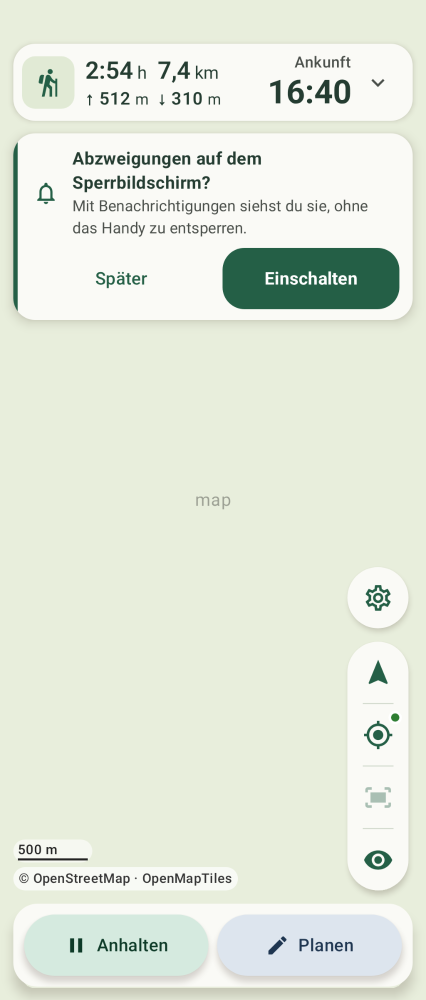 2:54 h 7,4 km
↑ 512 m ↓ 310 m
Ankunft
16:40
Abzweigungen auf dem
Sperrbildschirm?
Mit Benachrichtigungen siehst du sie, ohne
das Handy zu entsperren.
Später
Einschalten
map
500 m
© OpenStreetMap · OpenMapTiles
Anhalten
Planen